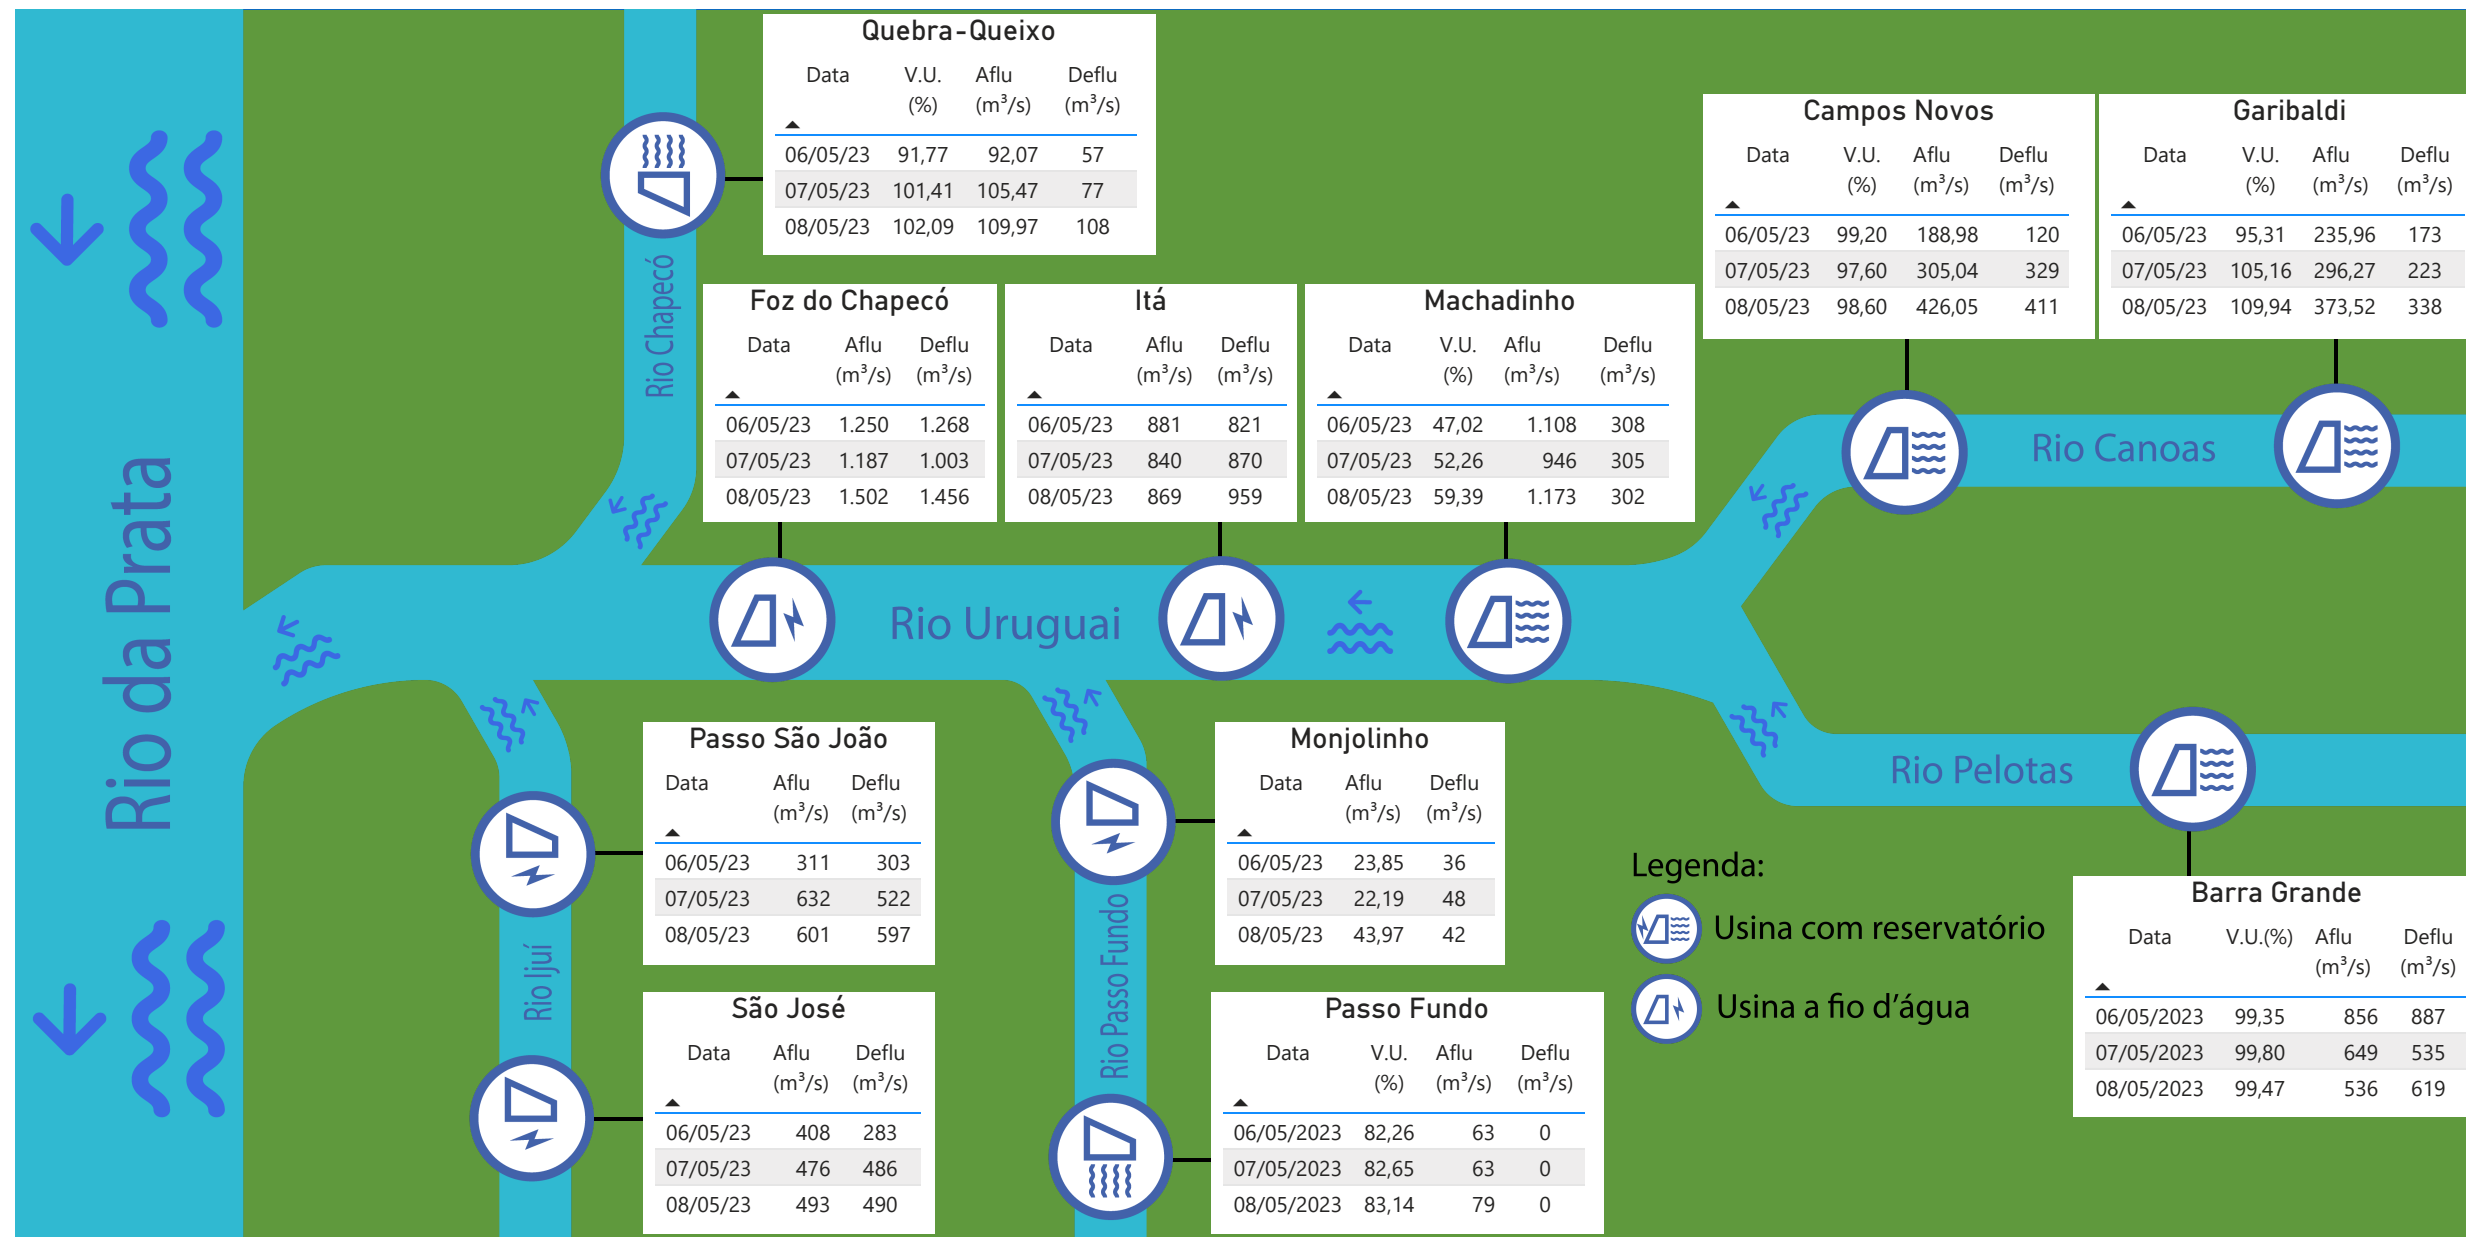 Quebra-Queixo
Data V.U. (%) Aflu (m³/s) Deflu (m³/s)
06/05/23 91,77 92,07 57
07/05/23 101,41 105,47 77
08/05/23 102,09 109,97 108
Campos Novos
Data V.U. (%) Aflu (m³/s) Deflu (m³/s)
06/05/23 99,20 188,98 120
07/05/23 97,60 305,04 329
08/05/23 98,60 426,05 411
Garibaldi
Data V.U. (%) Aflu (m³/s) Deflu (m³/s)
06/05/23 95,31 235,96 173
07/05/23 105,16 296,27 223
08/05/23 109,94 373,52 338
Rio Chapecó
Foz do Chapecó
Data Aflu (m³/s) Deflu (m³/s)
06/05/23 1.250 1.268
07/05/23 1.187 1.003
08/05/23 1.502 1.456
Itá
Data Aflu (m³/s) Deflu (m³/s)
06/05/23 881 821
07/05/23 840 870
08/05/23 869 959
Machadinho
Data V.U. (%) Aflu (m³/s) Deflu (m³/s)
06/05/23 47,02 1.108 308
07/05/23 52,26 946 305
08/05/23 59,39 1.173 302
Rio Canoas
Rio da Prata
Rio Uruguai
Rio Pelotas
Passo São João
Data Aflu (m³/s) Deflu (m³/s)
06/05/23 311 303
07/05/23 632 522
08/05/23 601 597
Monjolinho
Data Aflu (m³/s) Deflu (m³/s)
06/05/23 23,85 36
07/05/23 22,19 48
08/05/23 43,97 42
Legenda:
Usina com reservatório
Usina a fio d’água
Barra Grande
Data V.U.(%) Aflu (m³/s) Deflu (m³/s)
06/05/2023 99,35 856 887
07/05/2023 99,80 649 535
08/05/2023 99,47 536 619
Rio Ijuí
Rio Passo Fundo
São José
Data Aflu (m³/s) Deflu (m³/s)
06/05/23 408 283
07/05/23 476 486
08/05/23 493 490
Passo Fundo
Data V.U. (%) Aflu (m³/s) Deflu (m³/s)
06/05/2023 82,26 63 0
07/05/2023 82,65 63 0
08/05/2023 83,14 79 0